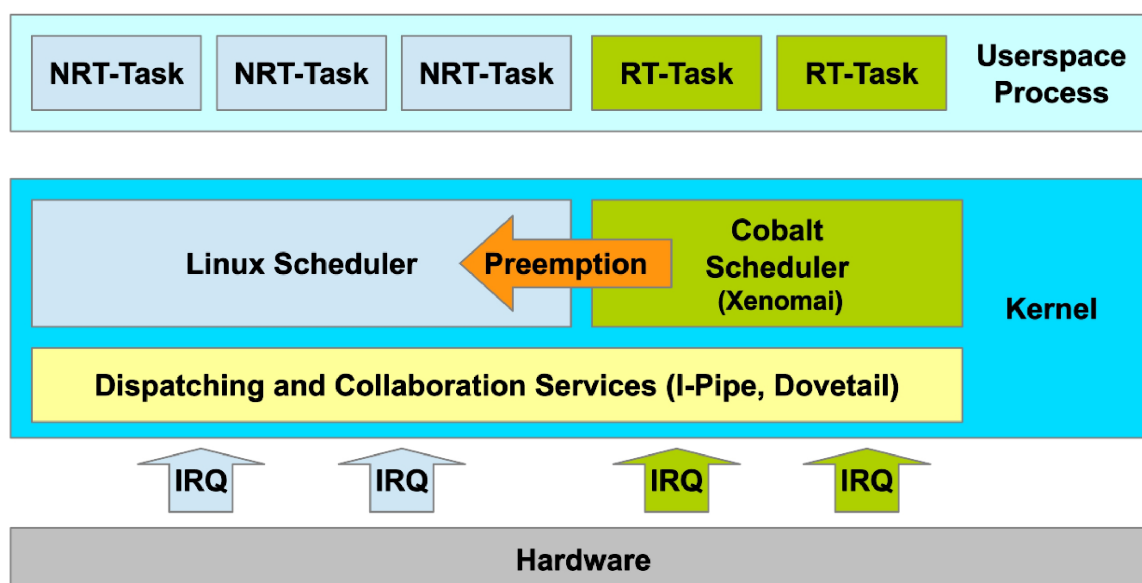 NRT-Task
NRT-Task
NRT-Task
RT-Task
RT-Task
Userspace
Process
Linux Scheduler
Preemption
Cobalt
Scheduler
(Xenomai)
Kernel
Dispatching and Collaboration Services (I-Pipe, Dovetail)
IRQ
IRQ
IRQ
IRQ
Hardware